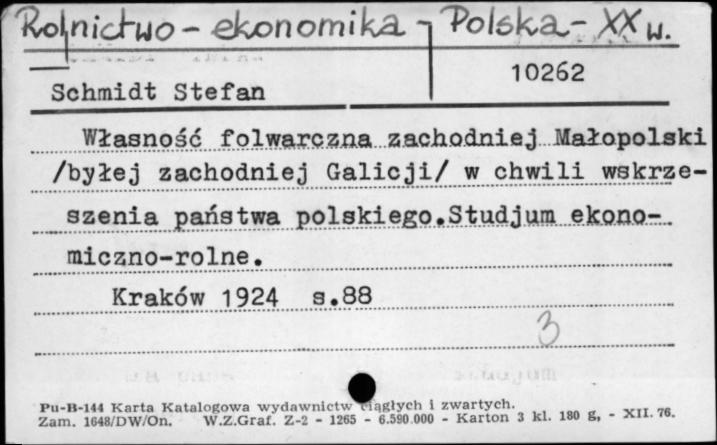 Rolnictwo - ekonomika - Polska - XX w.
10262
Schmidt Stefan
Własność folwarczna zachodniej Małopolski
/byłej zachodniej Galicji/ w chwili wskrze-
szenia państwa polskiego.Studjum ekono-
miczno-rolne.
Kraków 1924 s.88
3
Pu-B-144 Karta Katalogowa wydawnictw ciągłych i zwartych.
Zam. 1648/DW/On. W.Z.Graf. Z-2 - 1265 - 6.590.000 - Karton 3 kl. 180 g, - XII. 76.